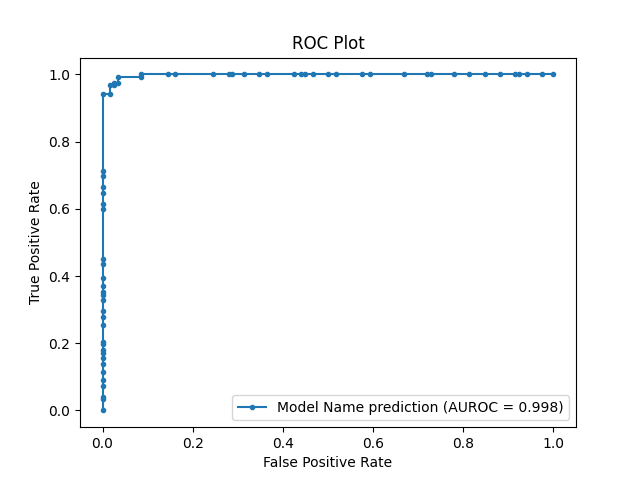 ROC Plot
1.0
0.8
0.6
0.4
0.2
0.0
True Positive Rate
Model Name prediction (AUROC = 0.998)
0.0 0.2 0.4 0.6 0.8 1.0
False Positive Rate